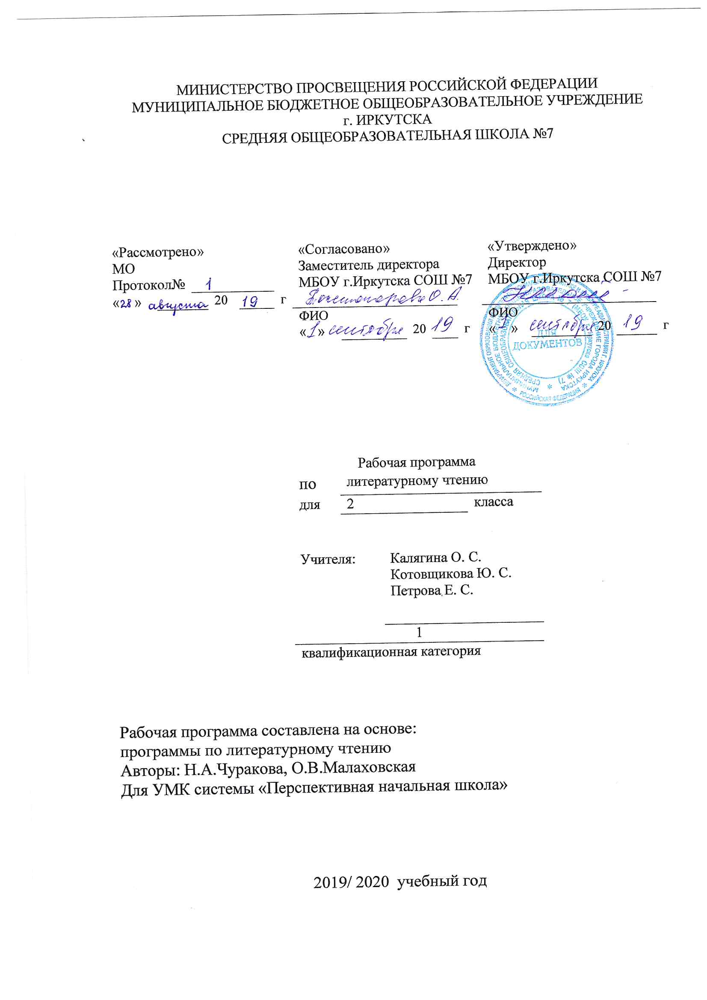 МИНИСТЕРСТВО ПРОСВЕЩЕНИЯ РОССИЙСКОЙ ФЕДЕРАЦИИ
МУНИЦИПАЛЬНОЕ БЮДЖЕТНОЕ ОБЩЕОБРАЗОВАТЕЛЬНОЕ УЧРЕЖДЕНИЕ
г. ИРКУТСКА
СРЕДНЯЯ ОБЩЕОБРАЗОВАТЕЛЬНАЯ ШКОЛА №7
«Рассмотрено»
МО
Протокол№ 1
«28» августа 20 19 г
«Согласовано»
Заместитель директора
МБОУ г.Иркутска СОШ №7
О. А.
ФИО
«1» сентября 20 19 г
«Утверждено»
Директор
МБОУ г.Иркутска СОШ №7
ФИО
«1» сентября 20 19 г
ДЛЯ
ДОКУМЕНТОВ
РОССИЙСКАЯ ФЕДЕРАЦИЯ
Рабочая программа
по литературному чтению
для 2 класса
Учителя: Калягина О. С.
Котовщикова Ю. С.
Петрова Е. С.
1
квалификационная категория
Рабочая программа составлена на основе:
программы по литературному чтению
Авторы: Н.А.Чуракова, О.В.Малаховская
Для УМК системы «Перспективная начальная школа»
2019/ 2020 учебный год